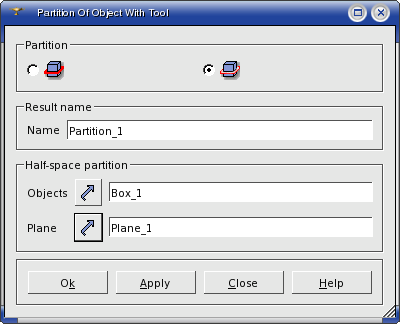 Partition Of Object With Tool
Partition
Result name
Name Partition_1
Half-space partition
Objects Box_1
Plane Plane_1
Ok Apply Close Help